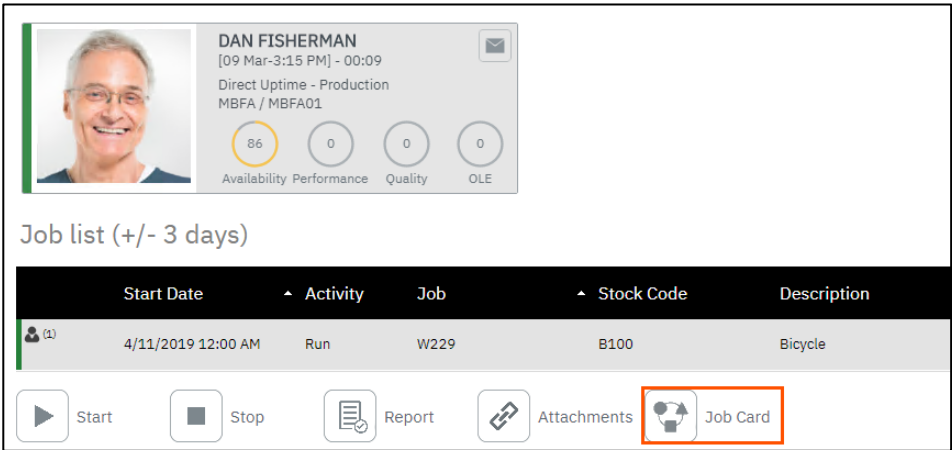 DAN FISHERMAN
[09 Mar-3:15 PM] - 00:09
Direct Uptime - Production
MBFA / MBFA01
86 0 0 0
Availability Performance Quality OLE
Job list (+/- 3 days)
Start Date Activity Job Stock Code Description
(1) 4/11/2019 12:00 AM Run W229 B100 Bicycle
Start Stop Report Attachments Job Card